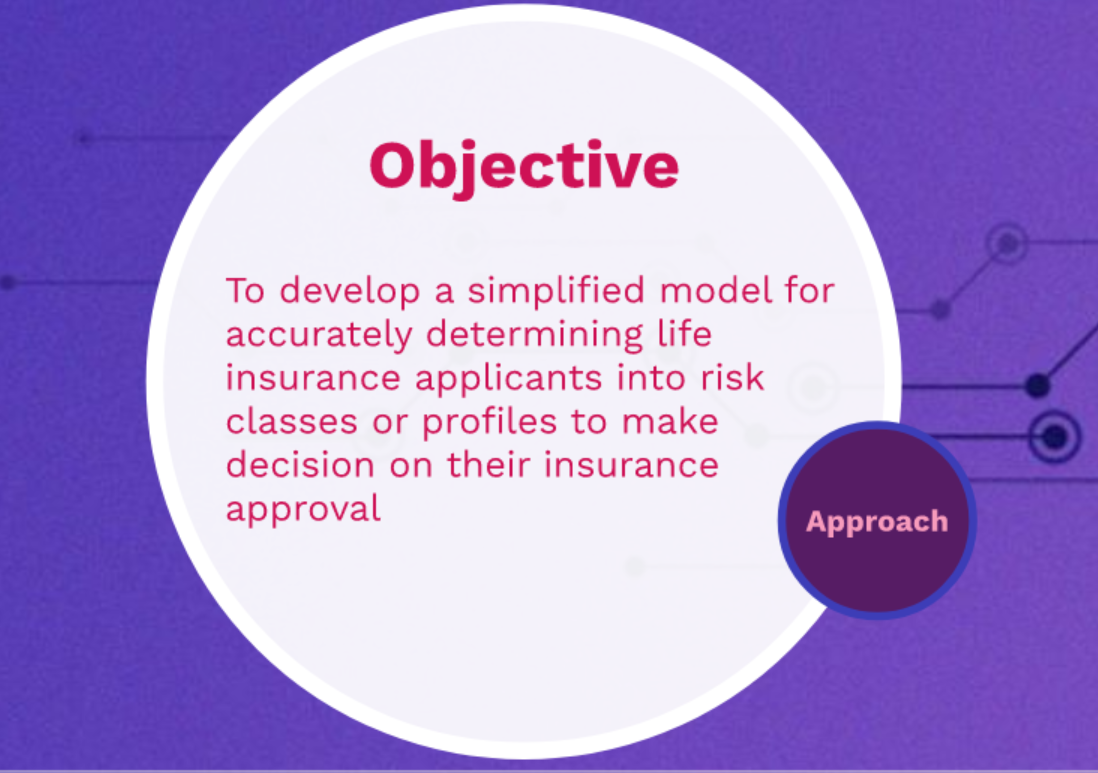 Objective
To develop a simplified model for
accurately determining life
insurance applicants into risk
classes or profiles to make
decision on their insurance
approval
Approach